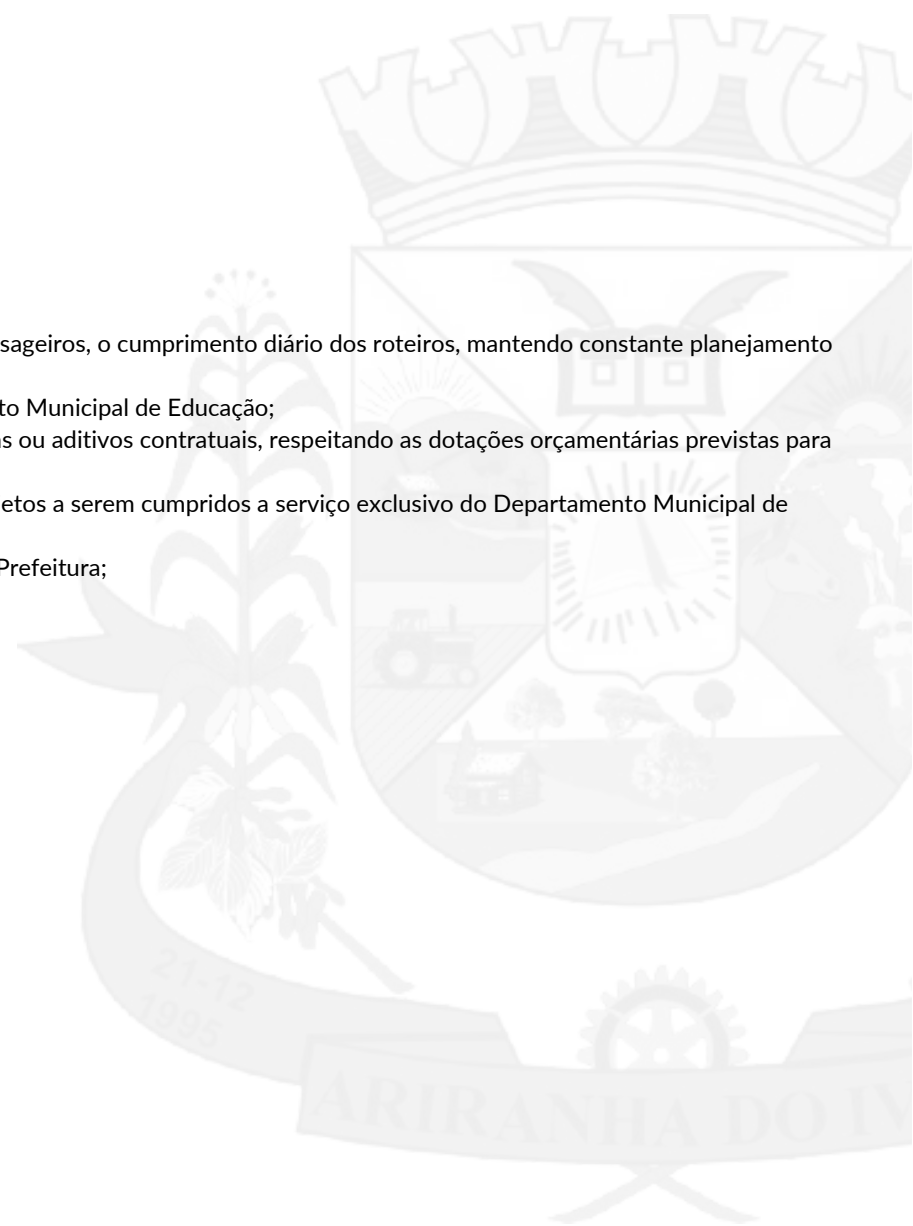 sageiros, o cumprimento diário dos roteiros, mantendo constante planejamento
to Municipal de Educação;
s ou aditivos contratuais, respeitando as dotações orçamentárias previstas para
etos a serem cumpridos a serviço exclusivo do Departamento Municipal de
Prefeitura;
21-12
1995
ARIRANHA DO IV